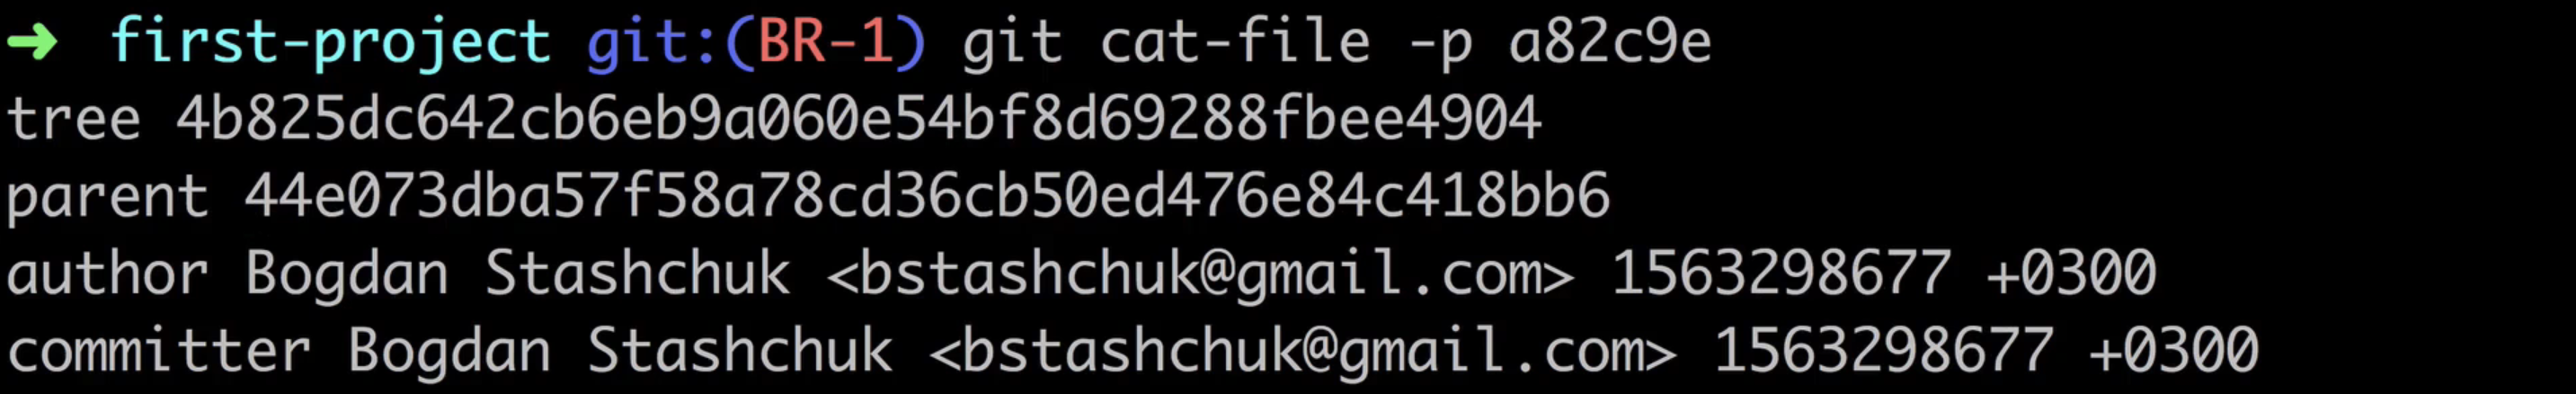 ➜ first-project git:(BR-1) git cat-file -p a82c9e
tree 4b825dc642cb6eb9a060e54bf8d69288fbee4904
parent 44e073dba57f58a78cd36cb50ed476e84c418bb6
author Bogdan Stashchuk <bstashchuk@gmail.com> 1563298677 +0300
committer Bogdan Stashchuk <bstashchuk@gmail.com> 1563298677 +0300